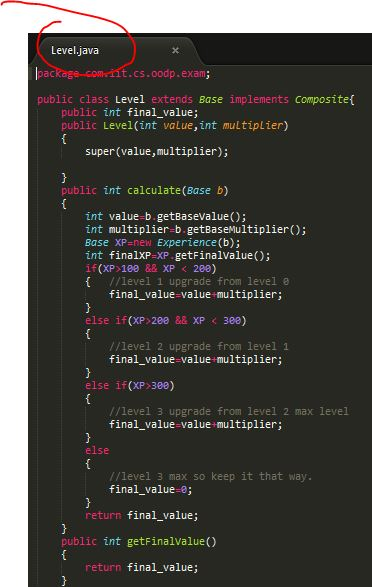 Level.java ×
package com.iit.cs.oodp.exam;
public class Level extends Base implements Composite{
public int final_value;
public Level(int value,int multiplier)
{
super(value,multiplier);
}
public int calculate(Base b)
{
int value=b.getBaseValue();
int multiplier=b.getBaseMultiplier();
Base XP=new Experience(b);
int finalXP=XP.getFinalValue();
if(XP>100 && XP < 200)
{ //level 1 upgrade from level 0
final_value=value+multiplier;
}
else if(XP>200 && XP < 300)
{
//level 2 upgrade from level 1
final_value=value+multiplier;
}
else if(XP>300)
{
//level 3 upgrade from level 2 max level
final_value=value+multiplier;
}
else
{
//level 3 max so keep it that way.
final_value=0;
}
return final_value;
}
public int getFinalValue()
{
return final_value;
}